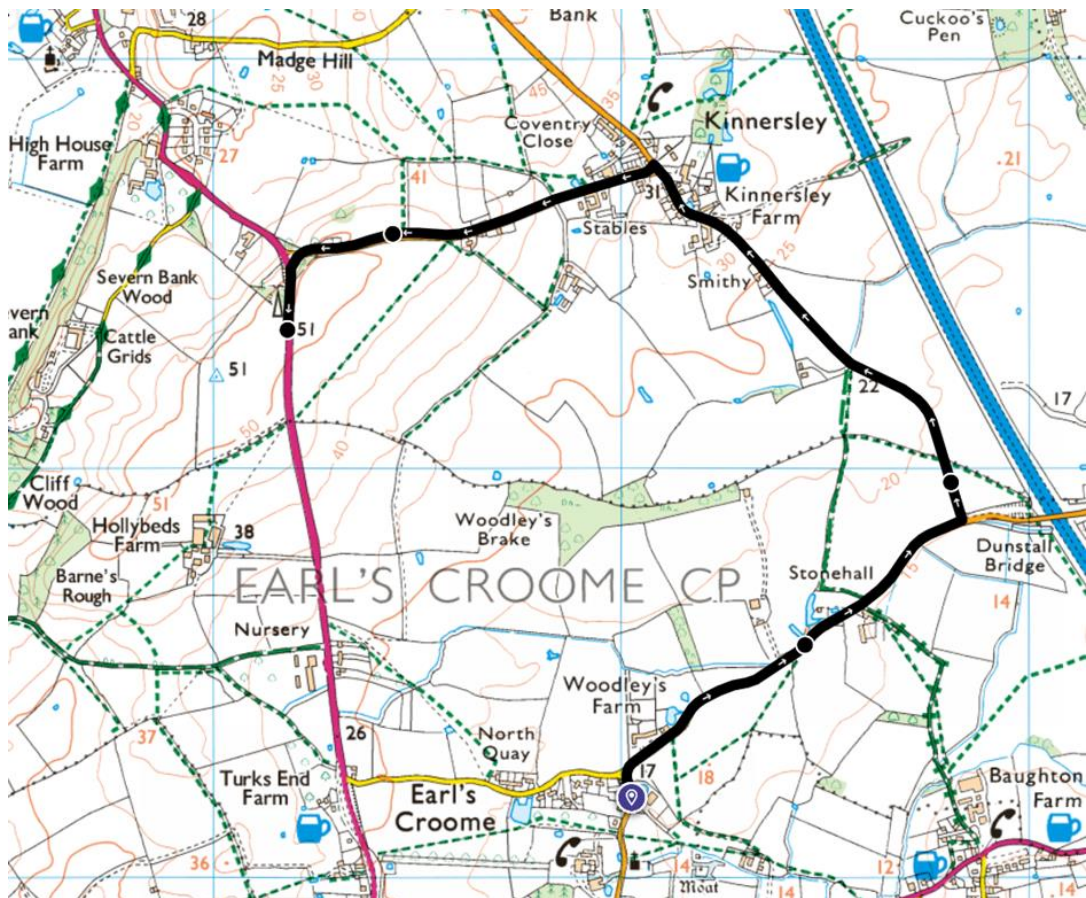 28
Bank
Cuckoo's
Pen
Madge Hill
25
30
45
35
Coventry
Close
Kinnersley
20
High House
Farm
27
41
31
.21
Kinnersley
Farm
Stables
30
25
Smithy
Severn Bank
Wood
51
Cattle
Grids
51
22
17
50
40
Cliff
Wood
51
20
Woodley's
Brake
Hollybeds
Farm
38
Dunstall
Bridge
Barne's
Rough
EARL'S CROOME CP
Stonehall
15
14
Nursery
Woodley's
Farm
37
26
North
Quay
17
18
Turks End
Farm
Earl's
Croome
Baughton
Farm
36
14
12
Moat
14
14